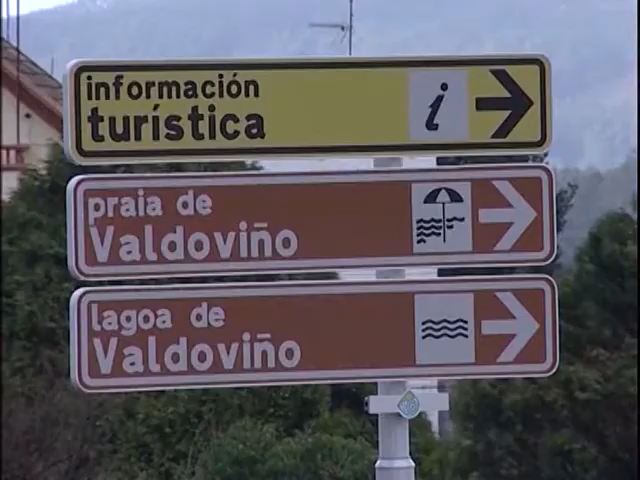 información
turística
i
praia de
Valdoviño
lagoa de
Valdoviño